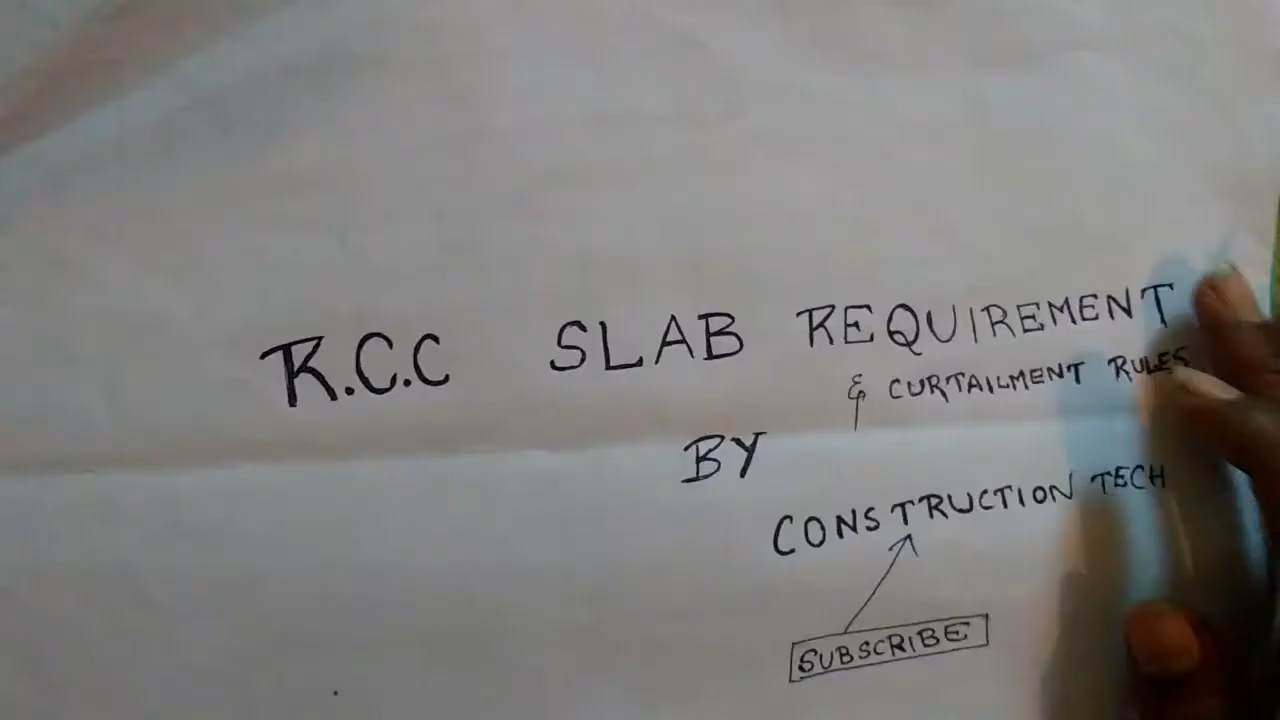 R.C.C SLAB REQUIREMENT
& CURTAILMENT RULES
BY
CONSTRUCTION TECH
SUBSCRIBE